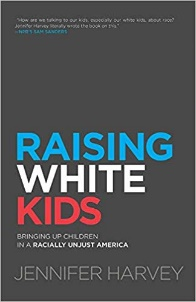 "How are we talking to our kids, especially our white kids, about race?
Jennifer Harvey literally wrote the book on this."
—NPR'S SAM SANDERS
RAISING
WHITE
KIDS
BRINGING UP CHILDREN
IN A RACIALLY UNJUST AMERICA
JENNIFER HARVEY